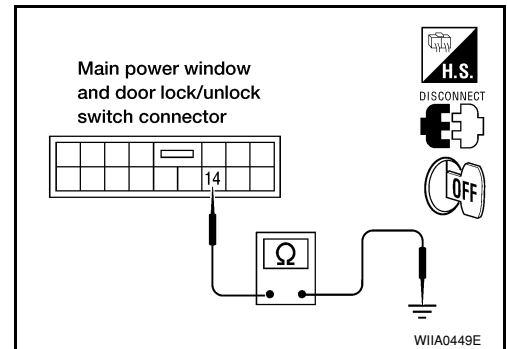 Main power window
and door lock/unlock
switch connector
H.S.
DISCONNECT
OFF
14
Ω
WIIA0449E